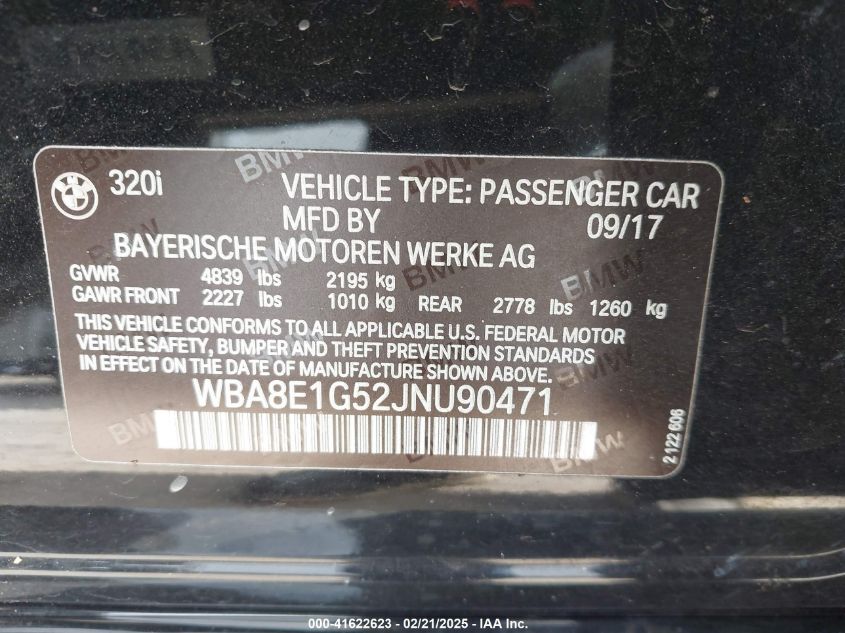 320i VEHICLE TYPE: PASSENGER CAR
MFD BY 09/17
BAYERISCHE MOTOREN WERKE AG
GVWR 4839 lbs 2195 kg
GAWR FRONT 2227 lbs 1010 kg REAR 2778 lbs 1260 kg
THIS VEHICLE CONFORMS TO ALL APPLICABLE U.S. FEDERAL MOTOR
VEHICLE SAFETY, BUMPER AND THEFT PREVENTION STANDARDS
IN EFFECT ON THE DATE OF MANUFACTURE SHOWN ABOVE.
WBA8E1G52JNU90471
2 122 606
000-41622623 - 02/21/2025 - IAA Inc.